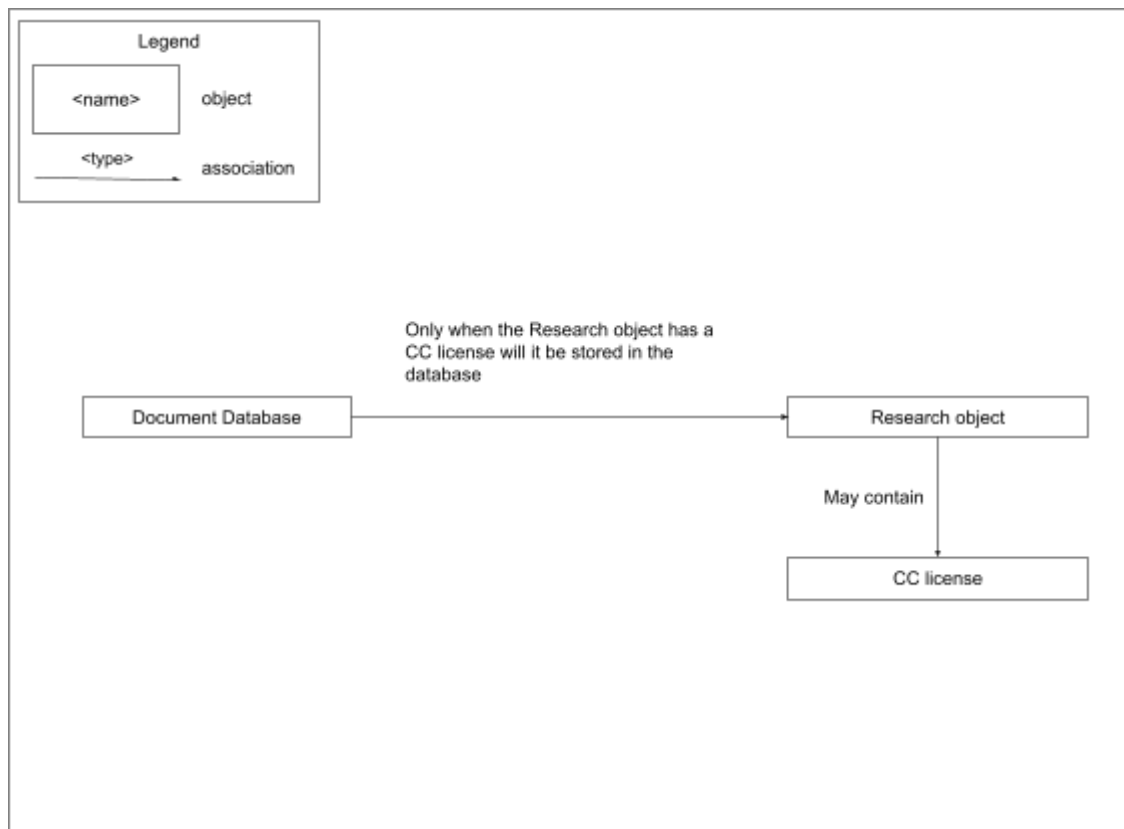 Legend
<name>
object
<type>
association
Only when the Research object has a
CC license will it be stored in the
database
Document Database
Research object
May contain
CC license